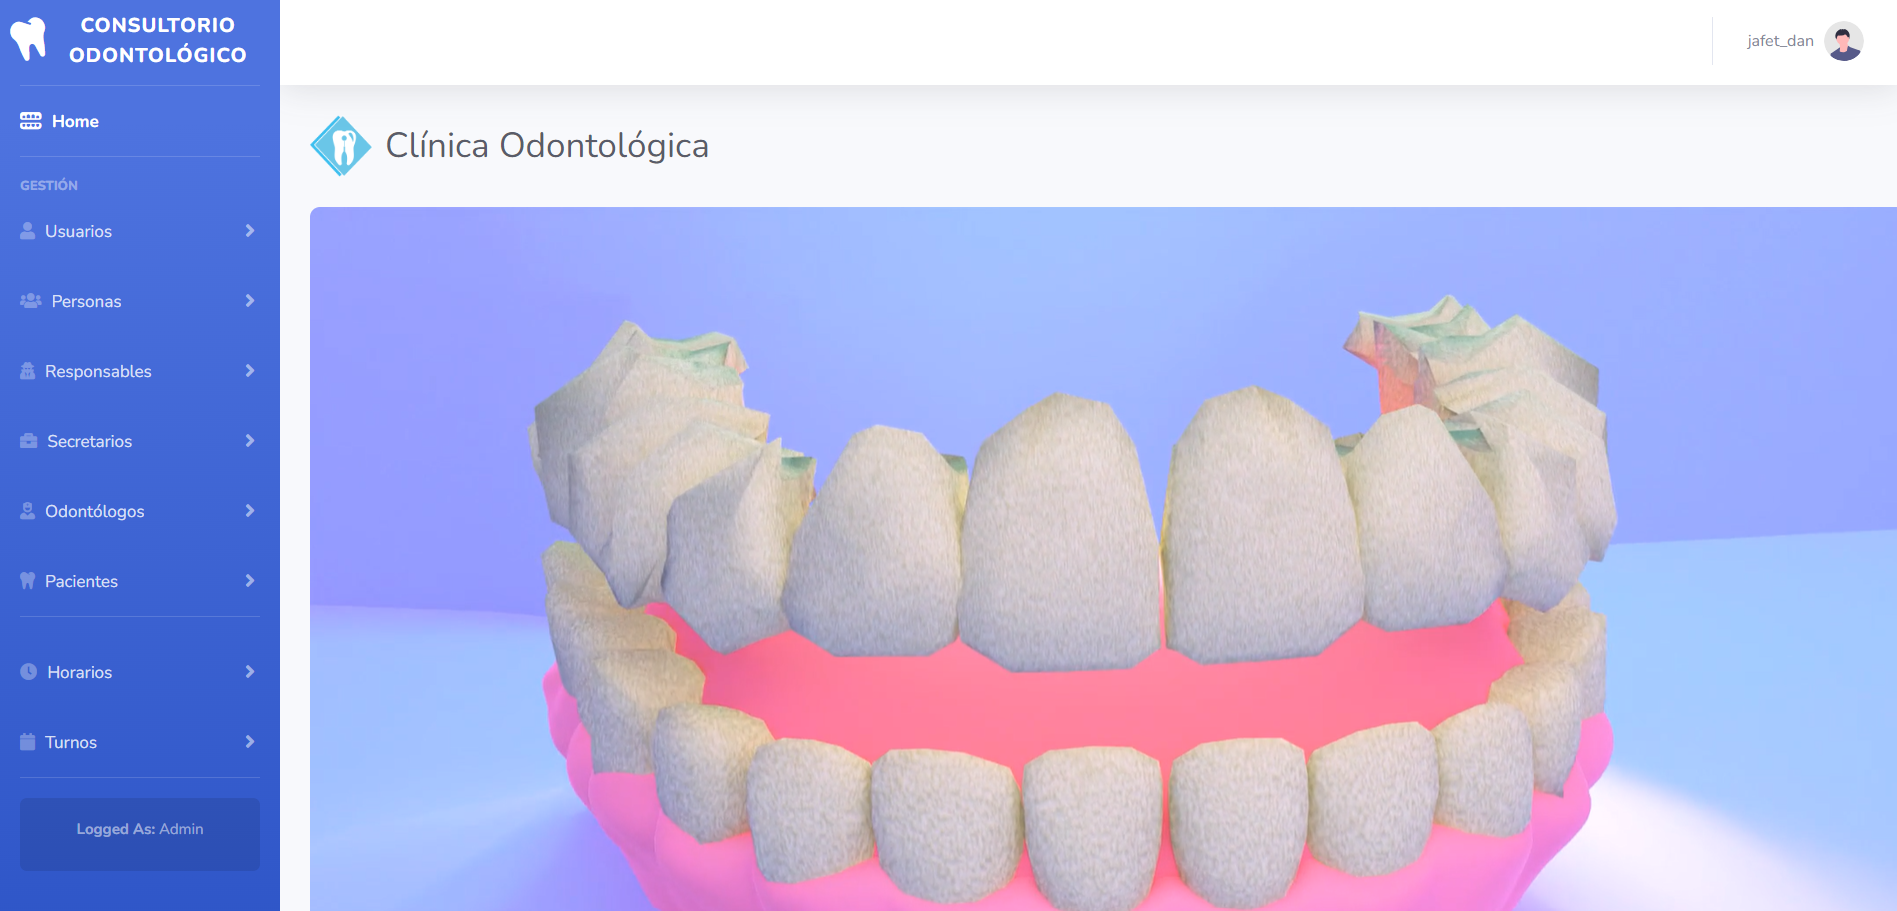 CONSULTORIO
ODONTOLÓGICO
jafet_dan
Home
Clínica Odontológica
GESTIÓN
Usuarios
Personas
Responsables
Secretarios
Odontólogos
Pacientes
Horarios
Turnos
Logged As: Admin